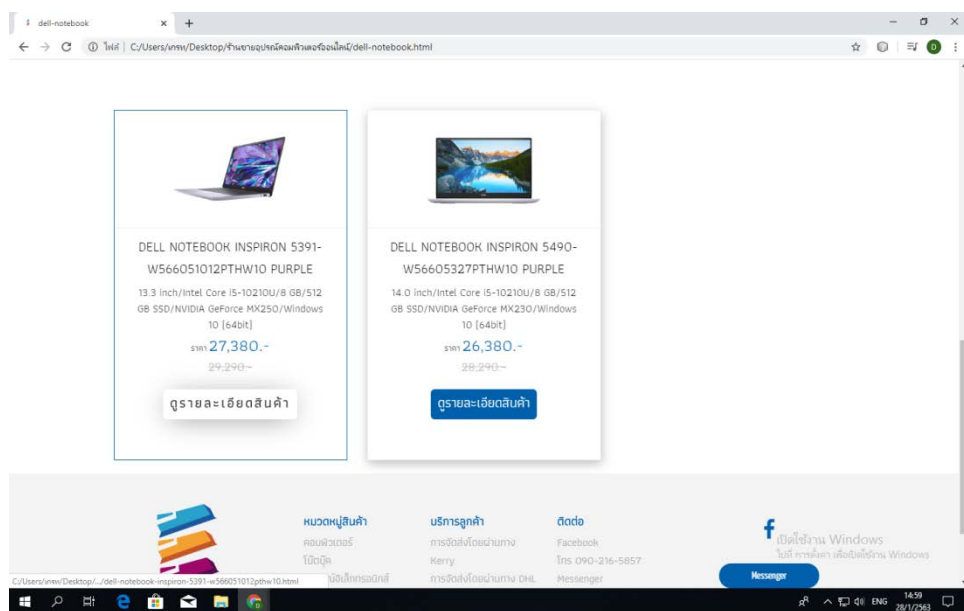 dell-notebook
ไฟล์ | C:/Users/เกรซ/Desktop/ร้านขายอุปกรณ์คอมพิวเตอร์ออนไลน์/dell-notebook.html
D
DELL NOTEBOOK INSPIRON 5391-
W566051012PTHW10 PURPLE
13.3 inch/Intel Core i5-10210U/8 GB/512
GB SSD/NVIDIA GeForce MX250/Windows
10 [64bit]
ราคา 27,380.-
29,290.-
ดูรายละเอียดสินค้า
DELL NOTEBOOK INSPIRON 5490-
W56605327PTHW10 PURPLE
14.0 inch/Intel Core i5-10210U/8 GB/512
GB SSD/NVIDIA GeForce MX230/Windows
10 [64bit]
ราคา 26,380.-
28,290.-
ดูรายละเอียดสินค้า
หมวดหมู่สินค้า
คอมพิวเตอร์
โน๊ตบุ๊ค
บริการลูกค้า
การจัดส่งโดยผ่านทาง
Kerry
การจัดส่งโดยผ่านทาง DHL
ติดต่อ
Facebook
โทร 090-216-5857
Messenger
เปิดใช้งาน Windows
ไปที่ การตั้งค่า เพื่อเปิดใช้งาน Windows
Messenger
C:/Users/เกรซ/Desktop/.../dell-notebook-inspiron-5391-w566051012pthw10.html
ENG
14:59
28/1/2563